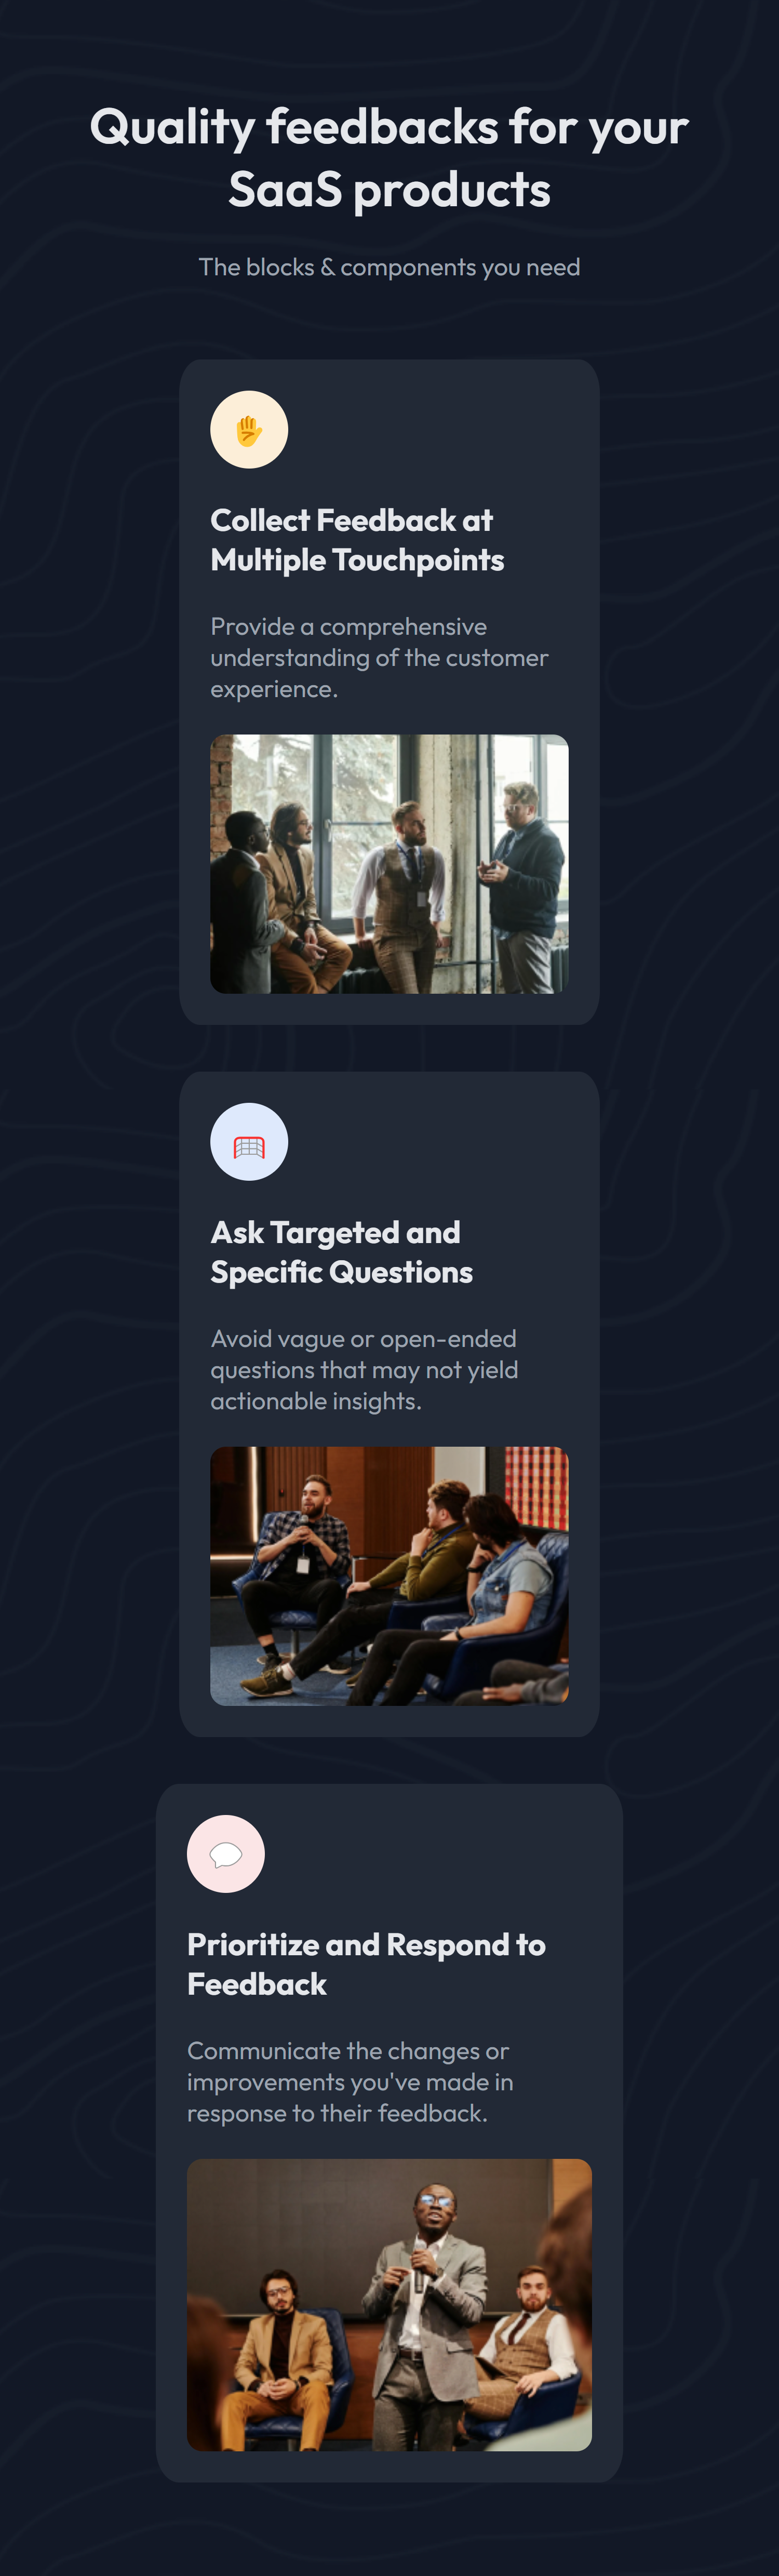 Quality feedbacks for your
SaaS products
The blocks & components you need
Collect Feedback at
Multiple Touchpoints
Provide a comprehensive
understanding of the customer
experience.
Ask Targeted and
Specific Questions
Avoid vague or open-ended
questions that may not yield
actionable insights.
Prioritize and Respond to
Feedback
Communicate the changes or
improvements you've made in
response to their feedback.